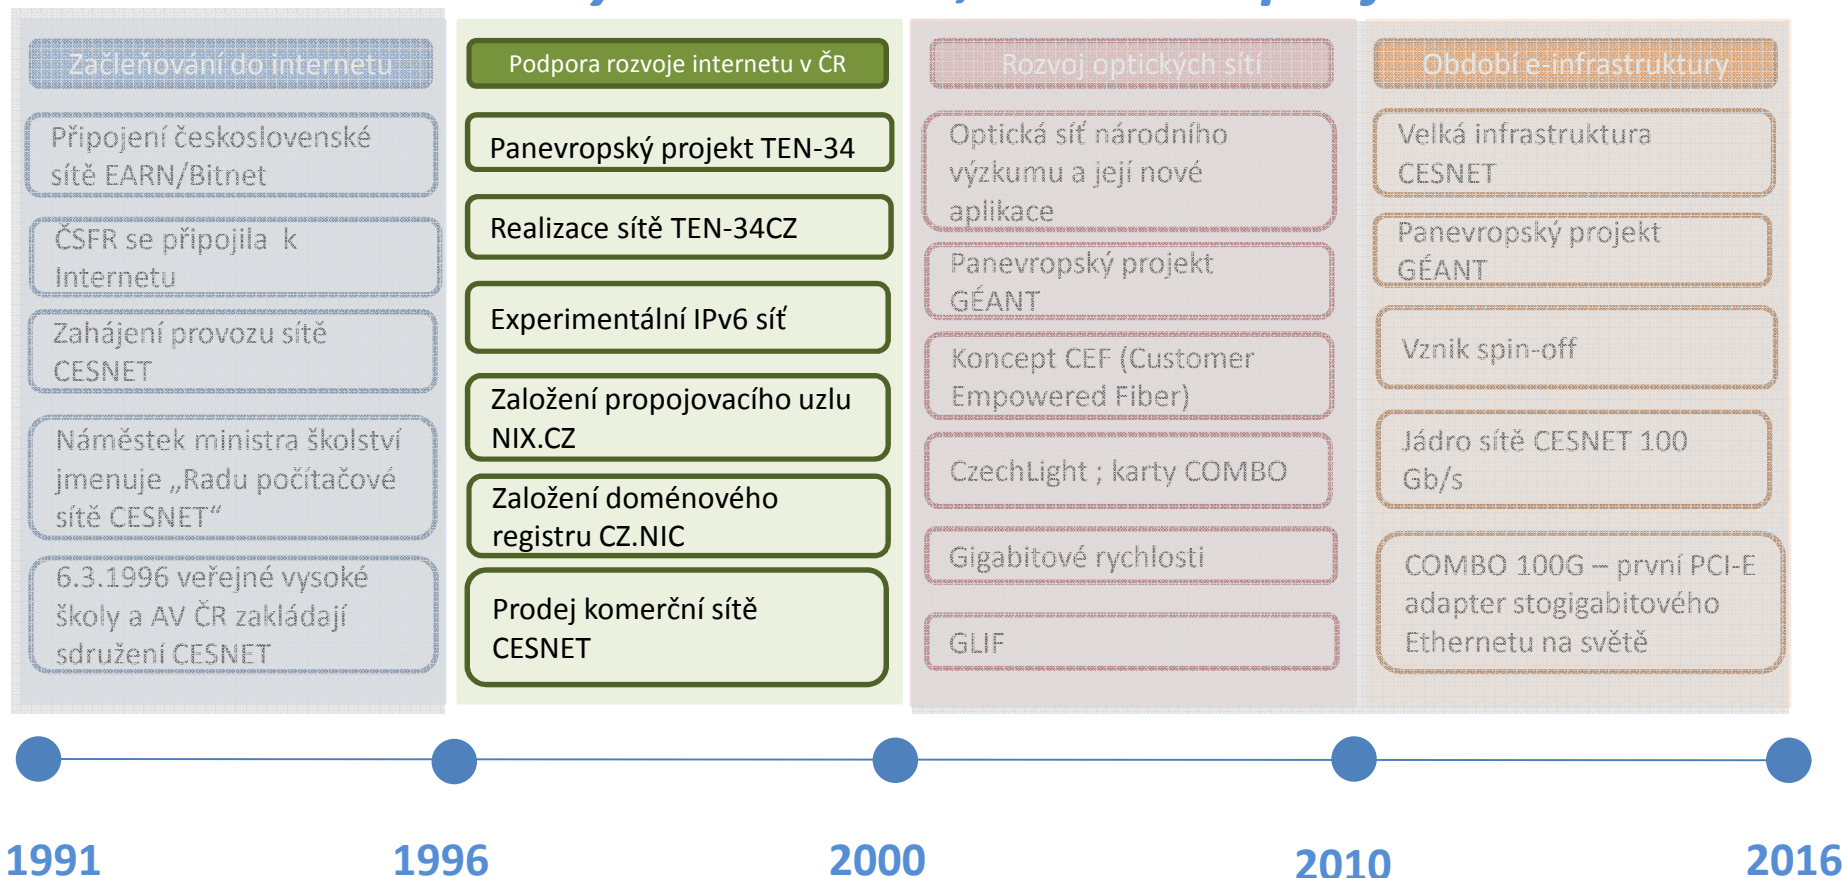 Začleňování do internetu
Připojení československé
sítě EARN/Bitnet
ČSFR se připojila k
Internetu
Zahájení provozu sítě
CESNET
Náměstek ministra školství
jmenuje „Radu počítačové
sítě CESNET“
6.3.1996 veřejné vysoké
školy a AV ČR zakládají
sdružení CESNET
Podpora rozvoje internetu v ČR
Panevropský projekt TEN-34
Realizace sítě TEN-34CZ
Experimentální IPv6 síť
Založení propojovacího uzlu
NIX.CZ
Založení doménového
registru CZ.NIC
Prodej komerční sítě
CESNET
Rozvoj optických sítí
Optická síť národního
výzkumu a její nové
aplikace
Panevropský projekt
GÉANT
Koncept CEF (Customer
Empowered Fiber)
CzechLight ; karty COMBO
Gigabitové rychlosti
GLIF
Období e-infrastruktury
Velká infrastruktura
CESNET
Panevropský projekt
GÉANT
Vznik spin-off
Jádro sítě CESNET 100
Gb/s
COMBO 100G – první PCI-E
adapter stogigabitového
Ethernetu na světě
1991
1996
2000
2010
2016